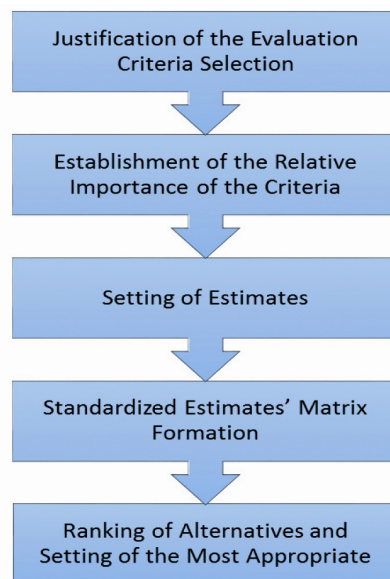 Justification of the Evaluation
Criteria Selection
Establishment of the Relative
Importance of the Criteria
Setting of Estimates
Standardized Estimates’ Matrix
Formation
Ranking of Alternatives and
Setting of the Most Appropriate